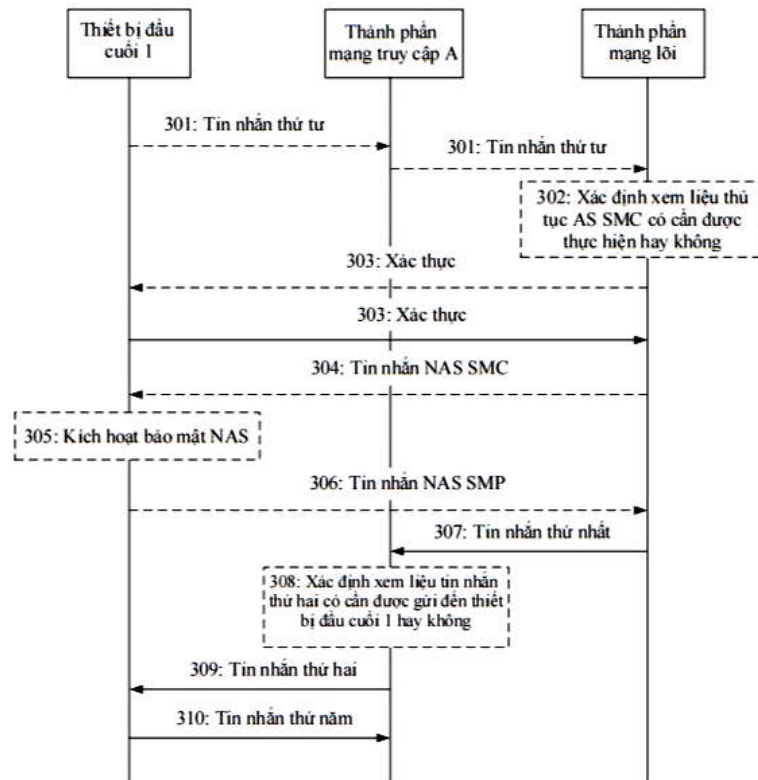 Thiết bị đầu
cuối 1
Thành phần
mạng truy cập A
Thành phần
mạng lõi
301: Tin nhắn thứ tư
301: Tin nhắn thứ tư
302: Xác định xem liệu thủ
tục AS SMC có cần được
thực hiện hay không
303: Xác thực
303: Xác thực
304: Tin nhắn NAS SMC
305: Kích hoạt bảo mật NAS
306: Tin nhắn NAS SMP
307: Tin nhắn thứ nhất
308: Xác định xem liệu tin nhắn
thứ hai có cần được gửi đến thiết
bị đầu cuối 1 hay không
309: Tin nhắn thứ hai
310: Tin nhắn thứ năm